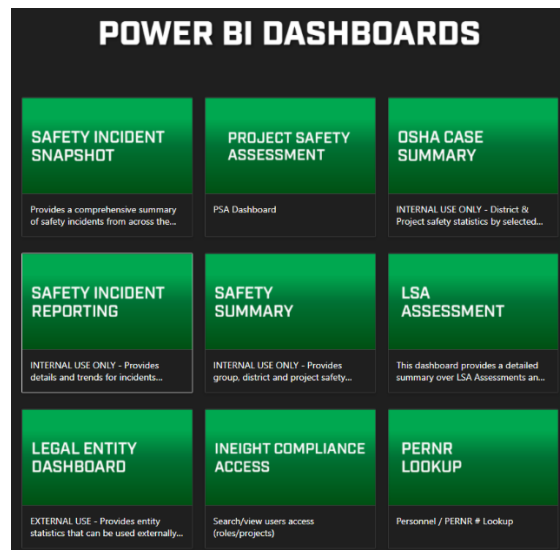 POWER BI DASHBOARDS
SAFETY INCIDENT
SNAPSHOT
Provides a comprehensive summary
of safety incidents from across the...
PROJECT SAFETY
ASSESSMENT
PSA Dashboard
OSHA CASE
SUMMARY
INTERNAL USE ONLY - District &
Project safety statistics by selected...
SAFETY INCIDENT
REPORTING
INTERNAL USE ONLY - Provides
details and trends for incidents...
SAFETY
SUMMARY
INTERNAL USE ONLY - Provides
group, district and project safety...
LSA
ASSESSMENT
This dashboard provides a detailed
summary over LSA Assessments an...
LEGAL ENTITY
DASHBOARD
EXTERNAL USE - Provides entity
statistics that can be used externally...
INEIGHT COMPLIANCE
ACCESS
Search/view users access
(roles/projects)
PERNR
LOOKUP
Personnel / PERNR # Lookup